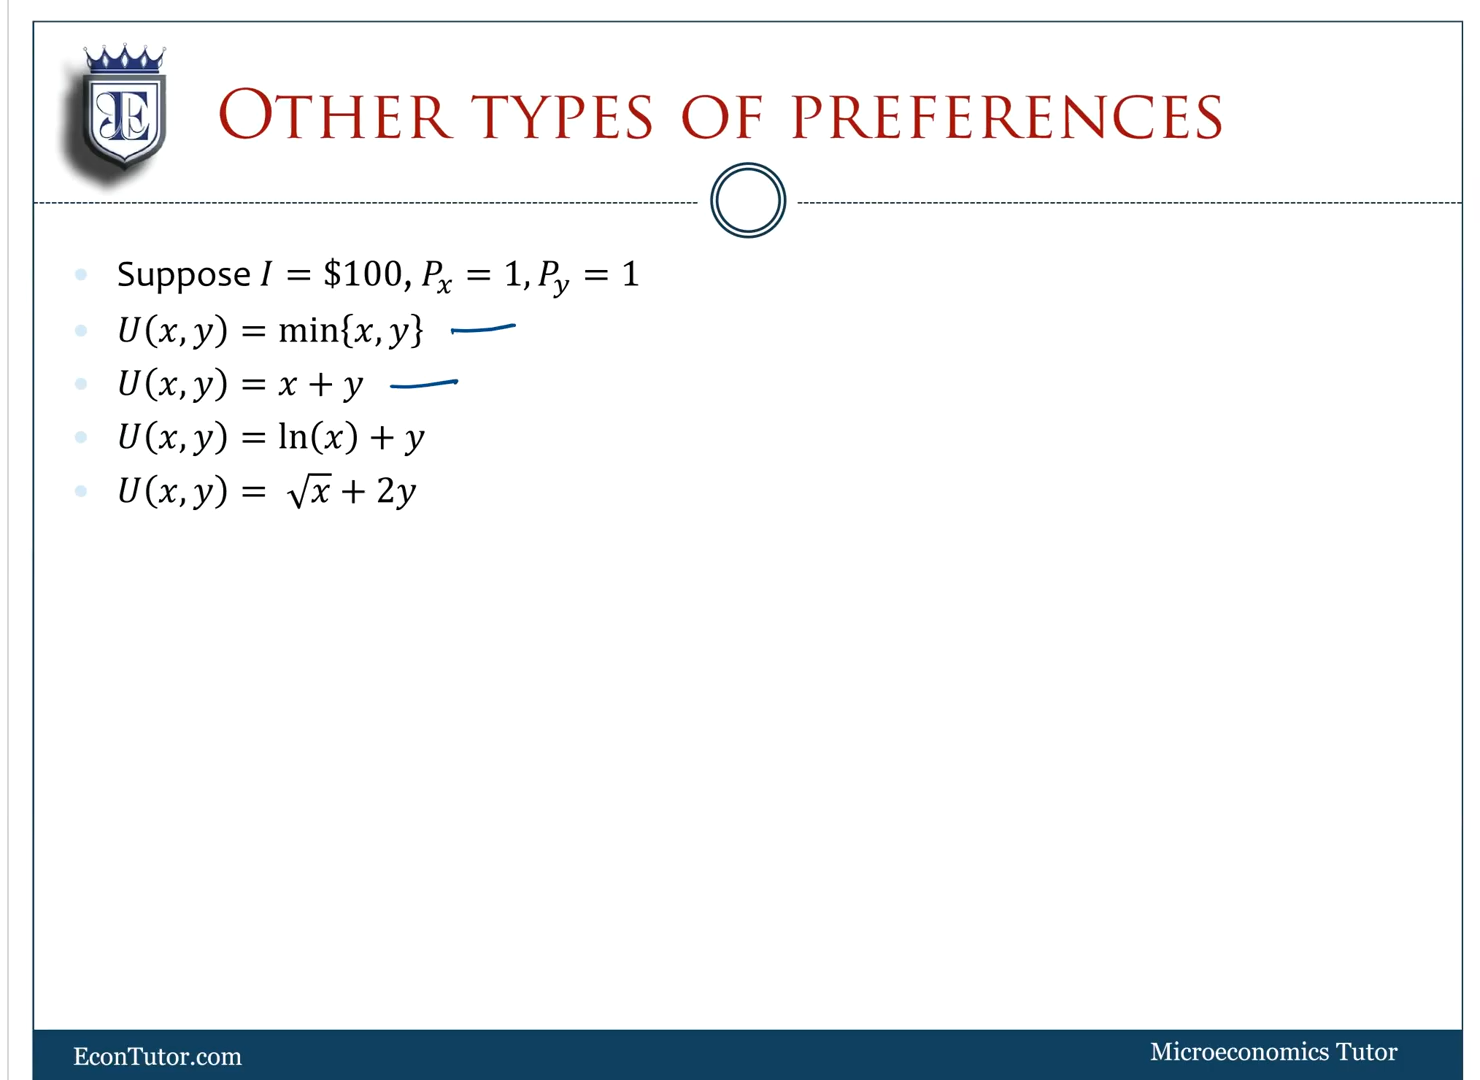 OTHER TYPES OF PREFERENCES
• Suppose I = $100, Pₓ = 1, P_y = 1
• U(x, y) = min{x, y}
• U(x, y) = x + y
• U(x, y) = ln(x) + y
• U(x, y) = √x + 2y
EconTutor.com
Microeconomics Tutor